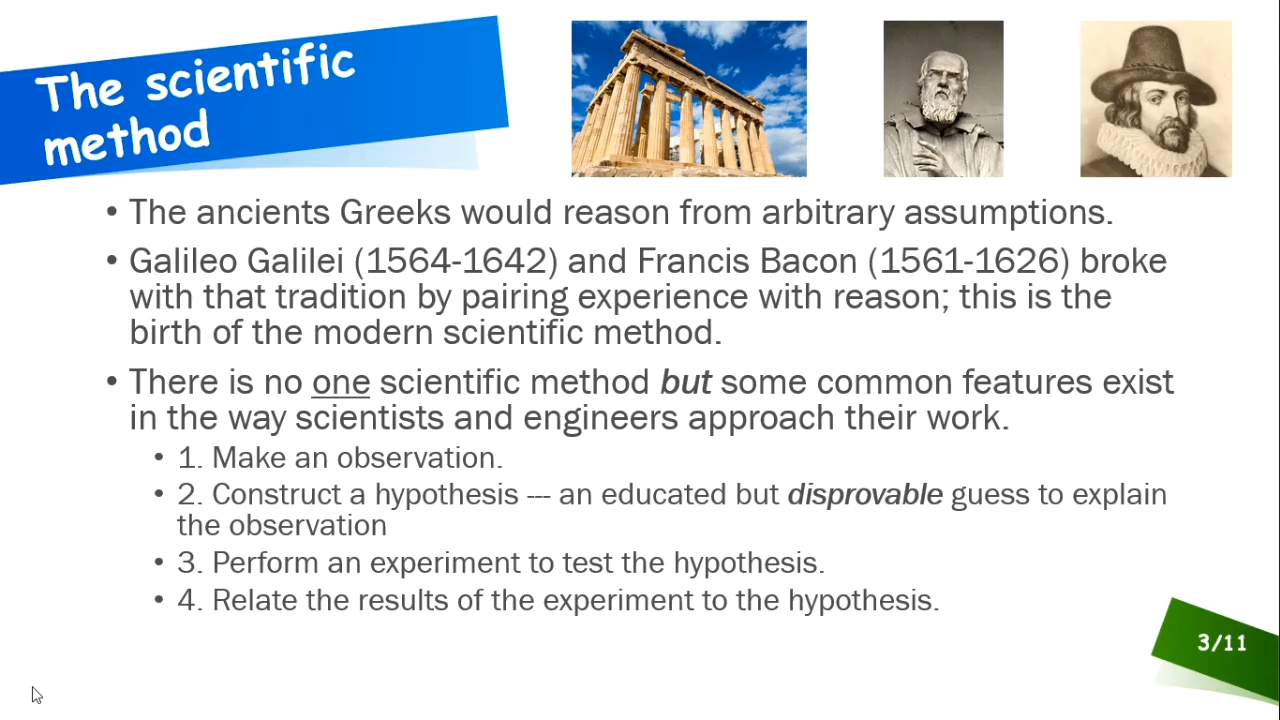 The scientific
method
• The ancients Greeks would reason from arbitrary assumptions.
• Galileo Galilei (1564-1642) and Francis Bacon (1561-1626) broke
with that tradition by pairing experience with reason; this is the
birth of the modern scientific method.
• There is no one scientific method but some common features exist
in the way scientists and engineers approach their work.
• 1. Make an observation.
• 2. Construct a hypothesis --- an educated but disprovable guess to explain
the observation
• 3. Perform an experiment to test the hypothesis.
• 4. Relate the results of the experiment to the hypothesis.
3/11